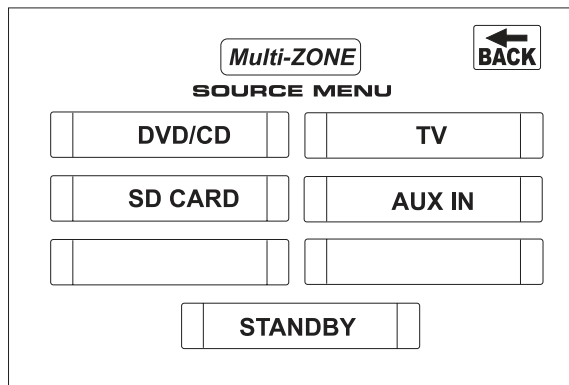 Multi-ZONE
BACK
SOURCE MENU
DVD/CD
TV
SD CARD
AUX IN
STANDBY